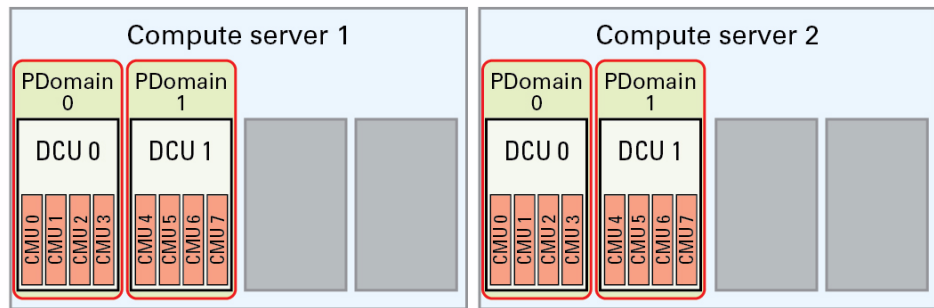 Compute server 1
PDomain
0
PDomain
1
DCU 0
DCU 1
CMU 0
CMU 1
CMU 2
CMU 3
CMU 4
CMU 5
CMU 6
CMU 7
Compute server 2
PDomain
0
PDomain
1
DCU 0
DCU 1
CMU 0
CMU 1
CMU 2
CMU 3
CMU 4
CMU 5
CMU 6
CMU 7